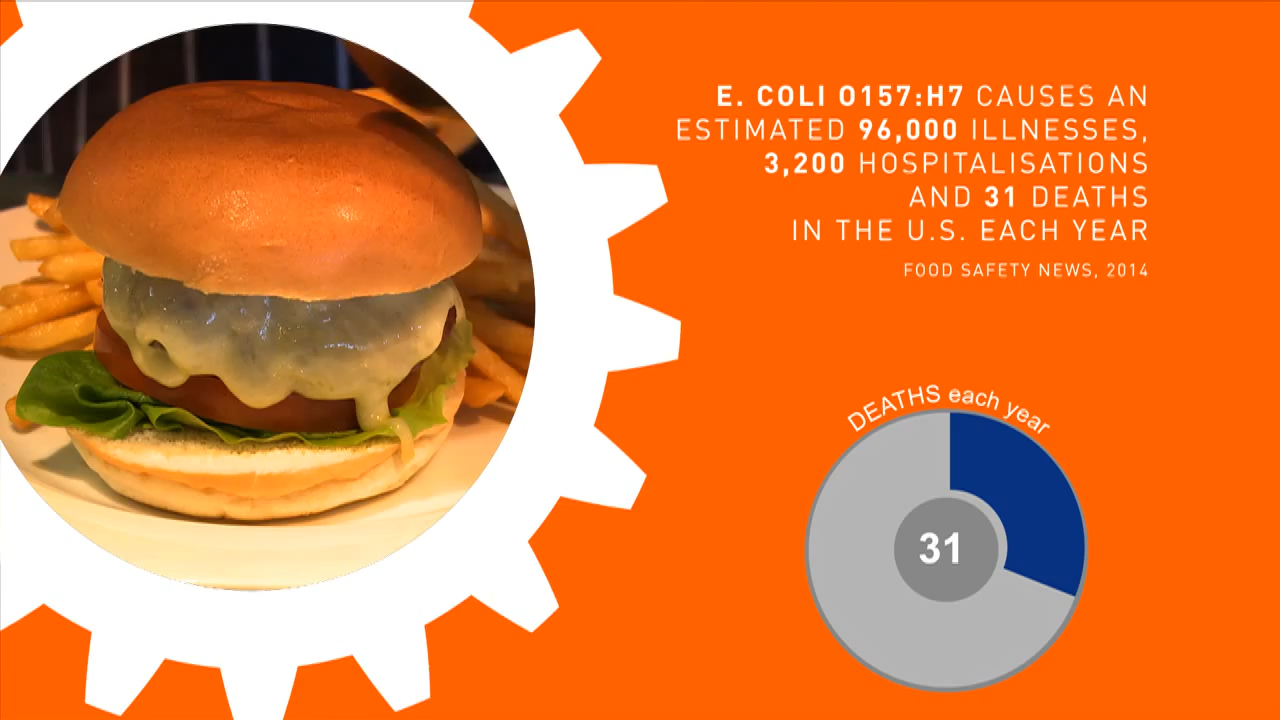 E. COLI O157:H7 CAUSES AN
ESTIMATED 96,000 ILLNESSES,
3,200 HOSPITALISATIONS
AND 31 DEATHS
IN THE U.S. EACH YEAR
FOOD SAFETY NEWS, 2014
DEATHS each year
31